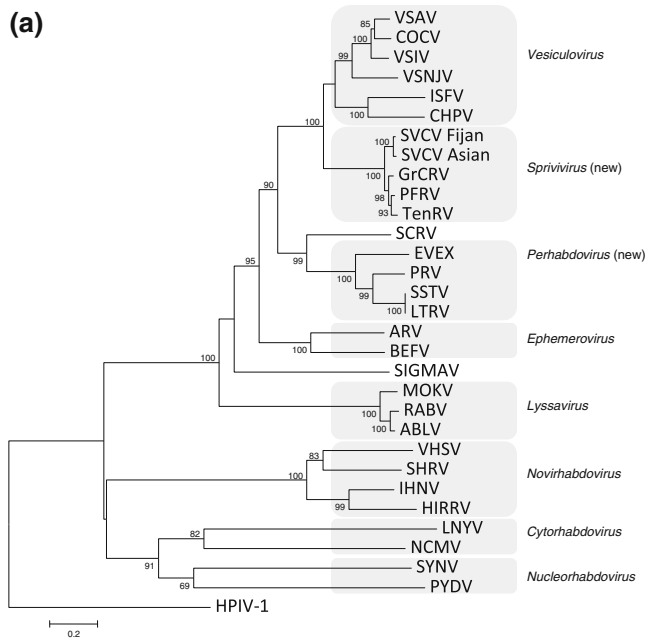 (a)
85
VSAV
100
COCV
Vesiculovirus
99
VSIV
VSNJV
ISFV
100
CHPV
100
100
SVCV Fijan
SVCV Asian
Sprivivirus (new)
GrCRV
98
PFRV
93
TenRV
90
SCRV
99
EVEX
Perhabdovirus (new)
100
PRV
99
SSTV
100
LTRV
95
ARV
Ephemerovirus
100
BEFV
100
SIGMAV
MOKV
100
RABV
Lyssavirus
100
ABLV
83
VHSV
100
SHRV
Novirhabdovirus
IHNV
99
HIRRV
82
LNYV
Cytorhabdovirus
NCMV
91
SYNV
Nucleorhabdovirus
69
PYDV
HPIV-1
0.2